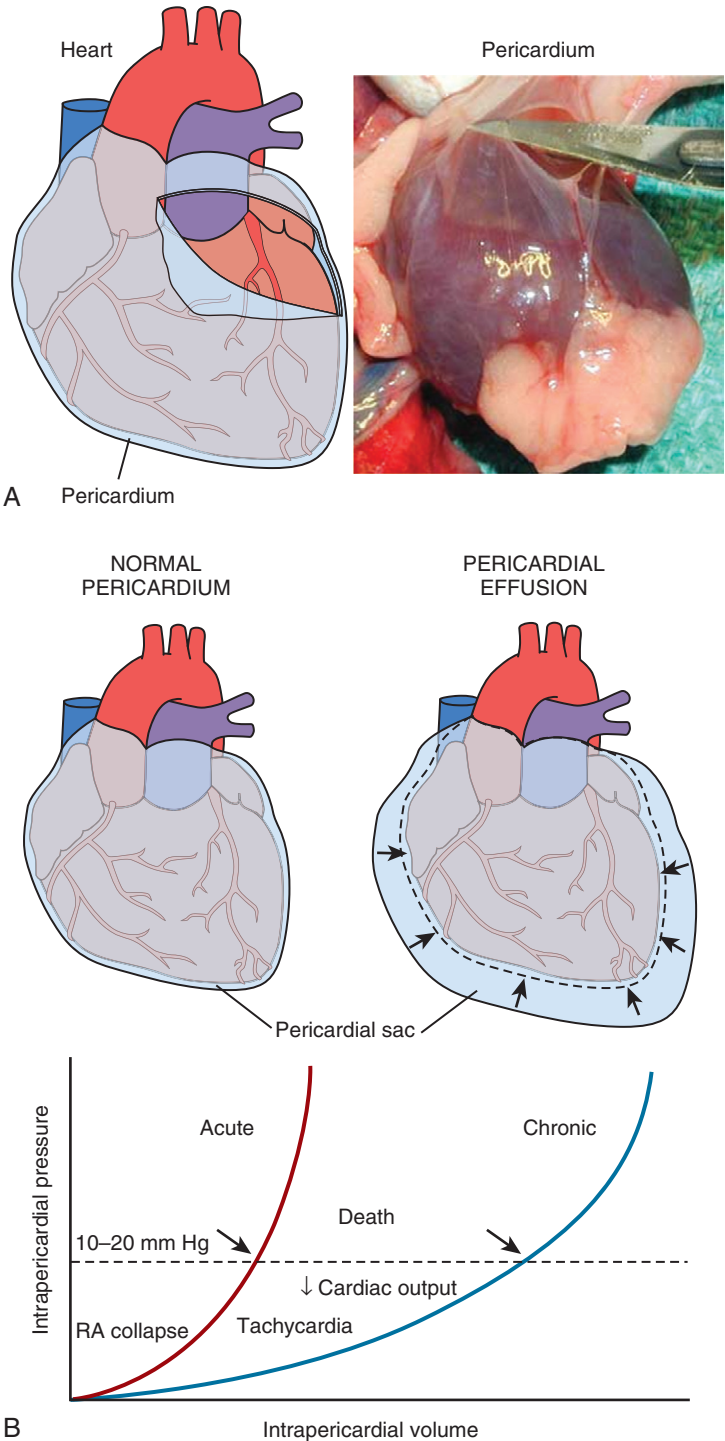 Heart
Pericardium
Pericardium
A
NORMAL
PERICARDIUM
PERICARDIAL
EFFUSION
Pericardial sac
Intrapericardial pressure
Acute
Chronic
Death
10–20 mm Hg
↓ Cardiac output
RA collapse
Tachycardia
B
Intrapericardial volume